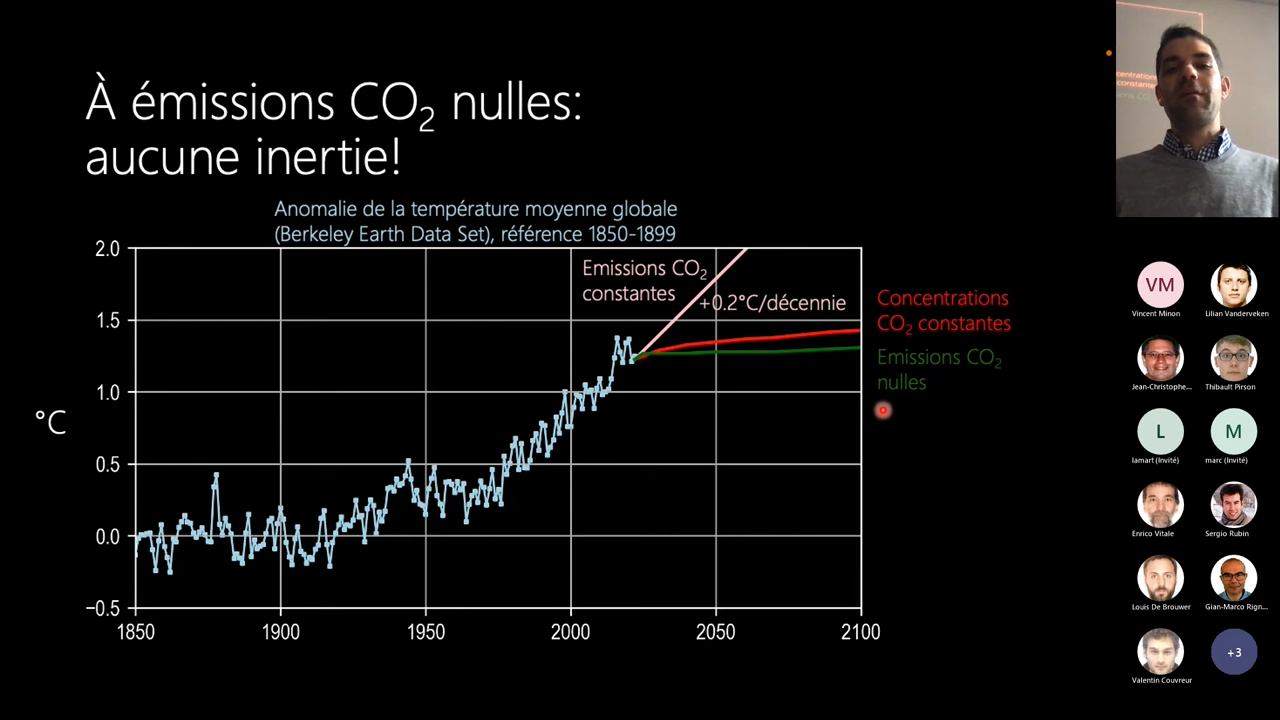 À émissions CO₂ nulles:
aucune inertie!
Anomalie de la température moyenne globale
(Berkeley Earth Data Set), référence 1850-1899
2.0
1.5
1.0
0.5
0.0
−0.5
°C
1850
1900
1950
2000
2050
2100
Emissions CO₂
constantes
+0.2°C/décennie
Concentrations
CO₂ constantes
Emissions CO₂
nulles
concentrations
constantes
VM
Vincent Minon
Lilian Vanderveken
Jean-Christophe...
Thibault Pirson
L
lamart (Invité)
M
marc (Invité)
Enrico Vitale
Sergio Rubin
Louis De Brouwer
Gian-Marco Rign...
Valentin Couvreur
+3